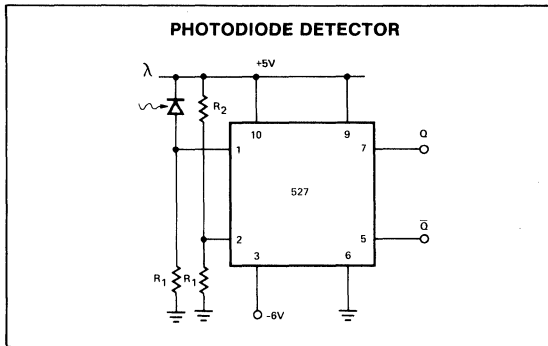 PHOTODIODE DETECTOR
λ
+5V
R2
10
9
1
7
Q
527
2
5
Q̅
3
6
R1
R1
-6V